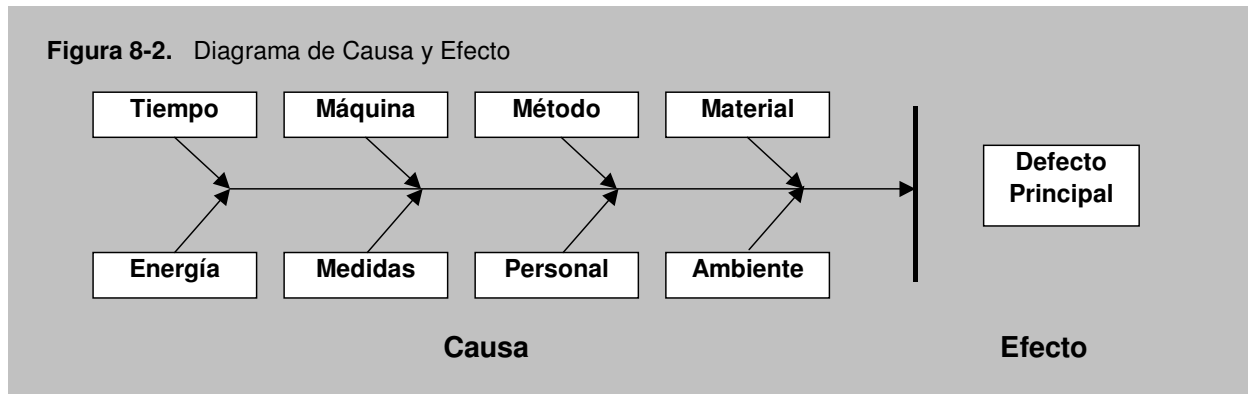 Figura 8-2. Diagrama de Causa y Efecto
Tiempo Máquina Método Material
Defecto
Principal
Energía Medidas Personal Ambiente
Causa Efecto